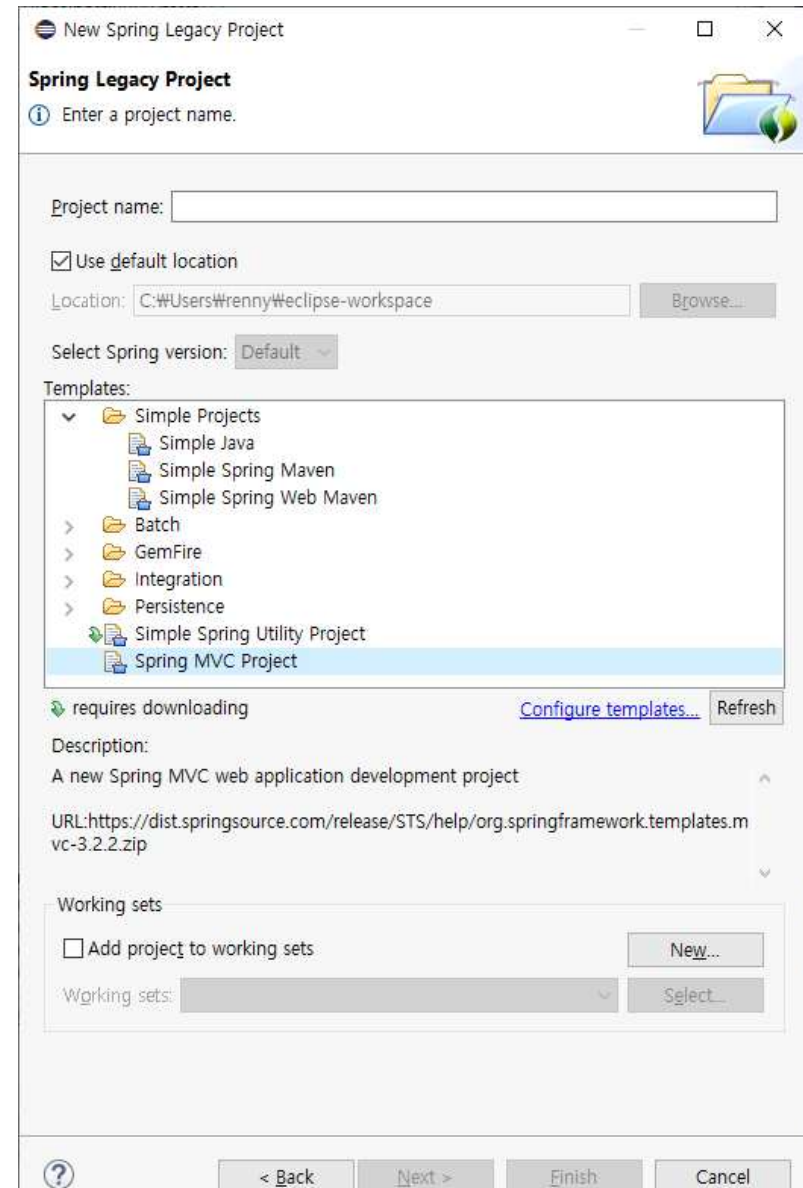 New Spring Legacy Project
Spring Legacy Project
Enter a project name.
Project name:
Use default location
Location: C:₩Users₩renny₩eclipse-workspace Browse...
Select Spring version: Default
Templates:
Simple Projects
Simple Java
Simple Spring Maven
Simple Spring Web Maven
Batch
GemFire
Integration
Persistence
Simple Spring Utility Project
Spring MVC Project
requires downloading Configure templates... Refresh
Description:
A new Spring MVC web application development project
URL:https://dist.springsource.com/release/STS/help/org.springframework.templates.m
vc-3.2.2.zip
Working sets
Add project to working sets New...
Working sets: Select...
? < Back Next > Finish Cancel